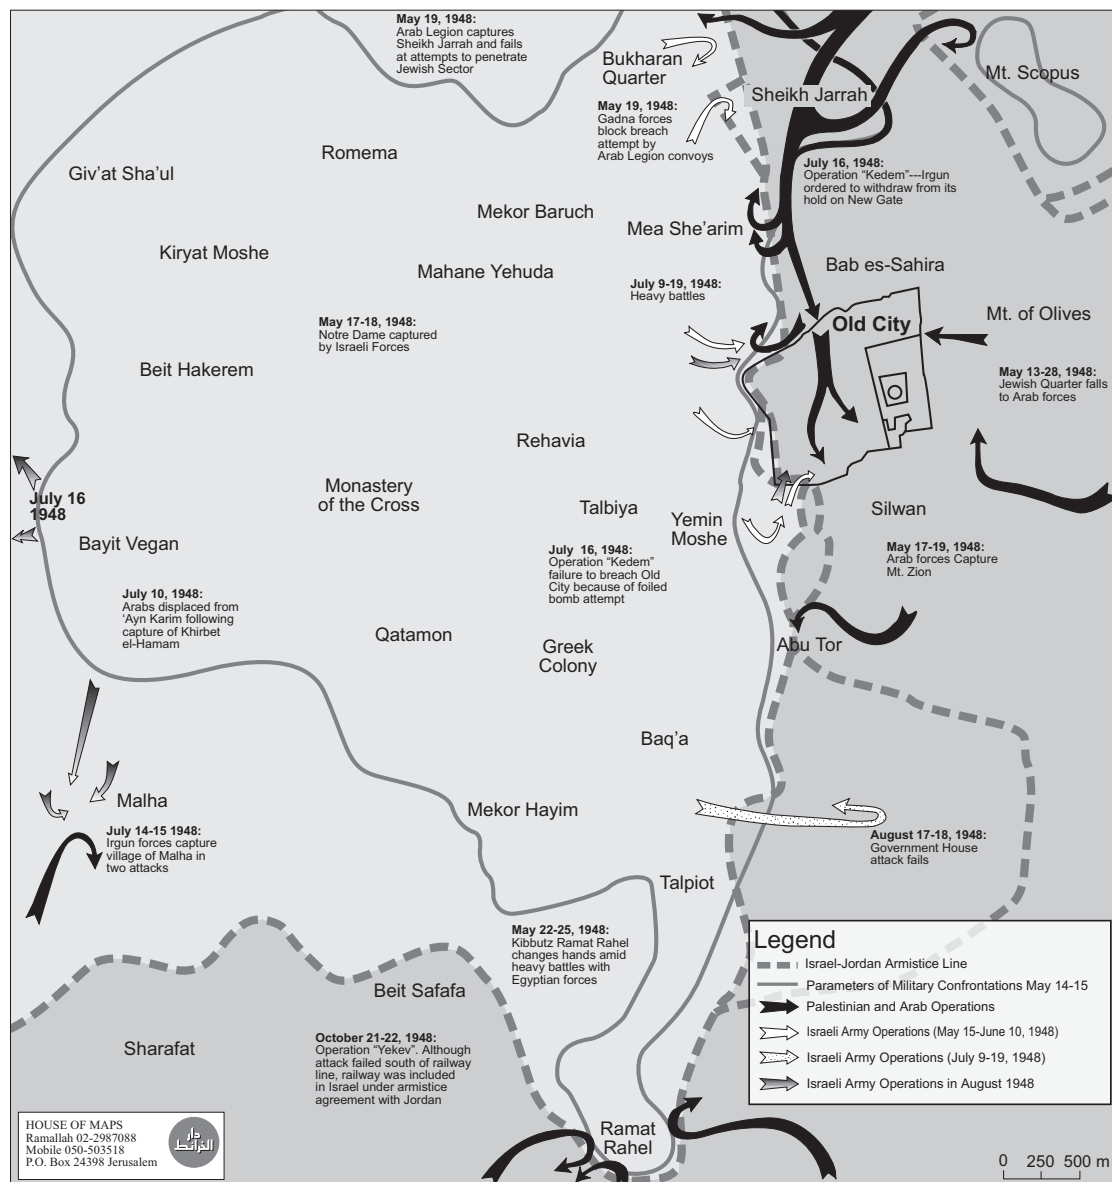 May 19, 1948:
Arab Legion captures
Sheikh Jarrah and fails
at attempts to penetrate
Jewish Sector
Bukharan
Quarter
Mt. Scopus
Sheikh Jarrah
May 19, 1948:
Gadna forces
block breach
attempt by
Arab Legion convoys
Romema
Giv'at Sha'ul
July 16, 1948:
Operation “Kedem”---Irgun
ordered to withdraw from its
hold on New Gate
Mekor Baruch
Mea She'arim
Kiryat Moshe
Mahane Yehuda
Bab es-Sahira
July 9-19, 1948:
Heavy battles
May 17-18, 1948:
Notre Dame captured
by Israeli Forces
Old City
Mt. of Olives
Beit Hakerem
May 13-28, 1948:
Jewish Quarter falls
to Arab forces
Rehavia
Monastery
of the Cross
July 16
1948
Talbiya
Yemin
Moshe
Silwan
Bayit Vegan
July  16, 1948:
Operation “Kedem”
failure to breach Old
City because of foiled
bomb attempt
May 17-19, 1948:
Arab forces Capture
Mt. Zion
July 10, 1948:
Arabs displaced from
‘Ayn Karim following
capture of Khirbet
el-Hamam
Qatamon
Greek
Colony
Abu Tor
Baq’a
Malha
Mekor Hayim
July 14-15 1948:
Irgun forces capture
village of Malha in
two attacks
August 17-18, 1948:
Government House
attack fails
Talpiot
May 22-25, 1948:
Kibbutz Ramat Rahel
changes hands amid
heavy battles with
Egyptian forces
Legend
Israel-Jordan Armistice Line
Parameters of Military Confrontations May 14-15
Palestinian and Arab Operations
Israeli Army Operations (May 15-June 10, 1948)
Israeli Army Operations (July 9-19, 1948)
Israeli Army Operations in August 1948
Beit Safafa
Sharafat
October 21-22, 1948:
Operation “Yekev”. Although
attack failed south of railway
line, railway was included
in Israel under armistice
agreement with Jordan
Ramat
Rahel
HOUSE OF MAPS
Ramallah 02-2987088
Mobile 050-503518
P.O. Box 24398 Jerusalem
دار
الخرائط
0 250 500 m